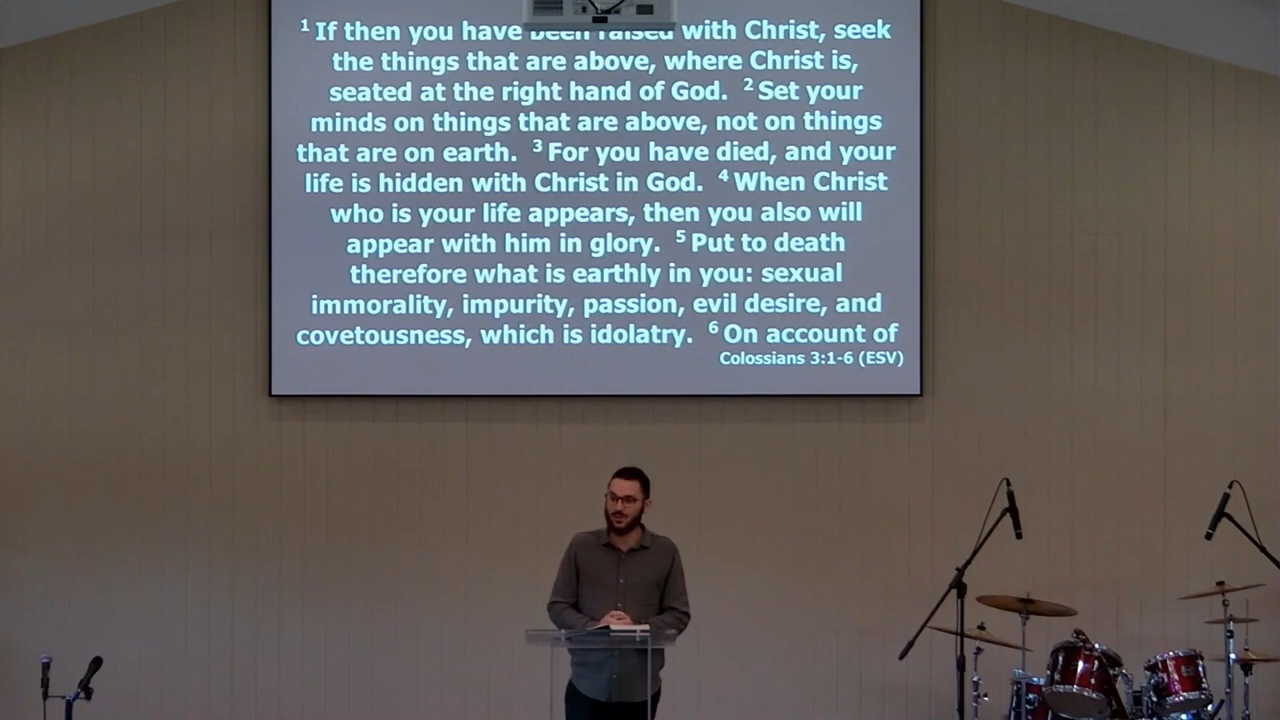 1 If then you have been raised with Christ, seek
the things that are above, where Christ is,
seated at the right hand of God. 2 Set your
minds on things that are above, not on things
that are on earth. 3 For you have died, and your
life is hidden with Christ in God. 4 When Christ
who is your life appears, then you also will
appear with him in glory. 5 Put to death
therefore what is earthly in you: sexual
immorality, impurity, passion, evil desire, and
covetousness, which is idolatry. 6 On account of
Colossians 3:1-6 (ESV)